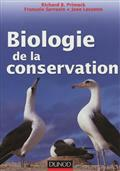 Richard B. Primack
François Sarrazin • Jane Lecomte
Biologie
de la
conservation
DUNOD